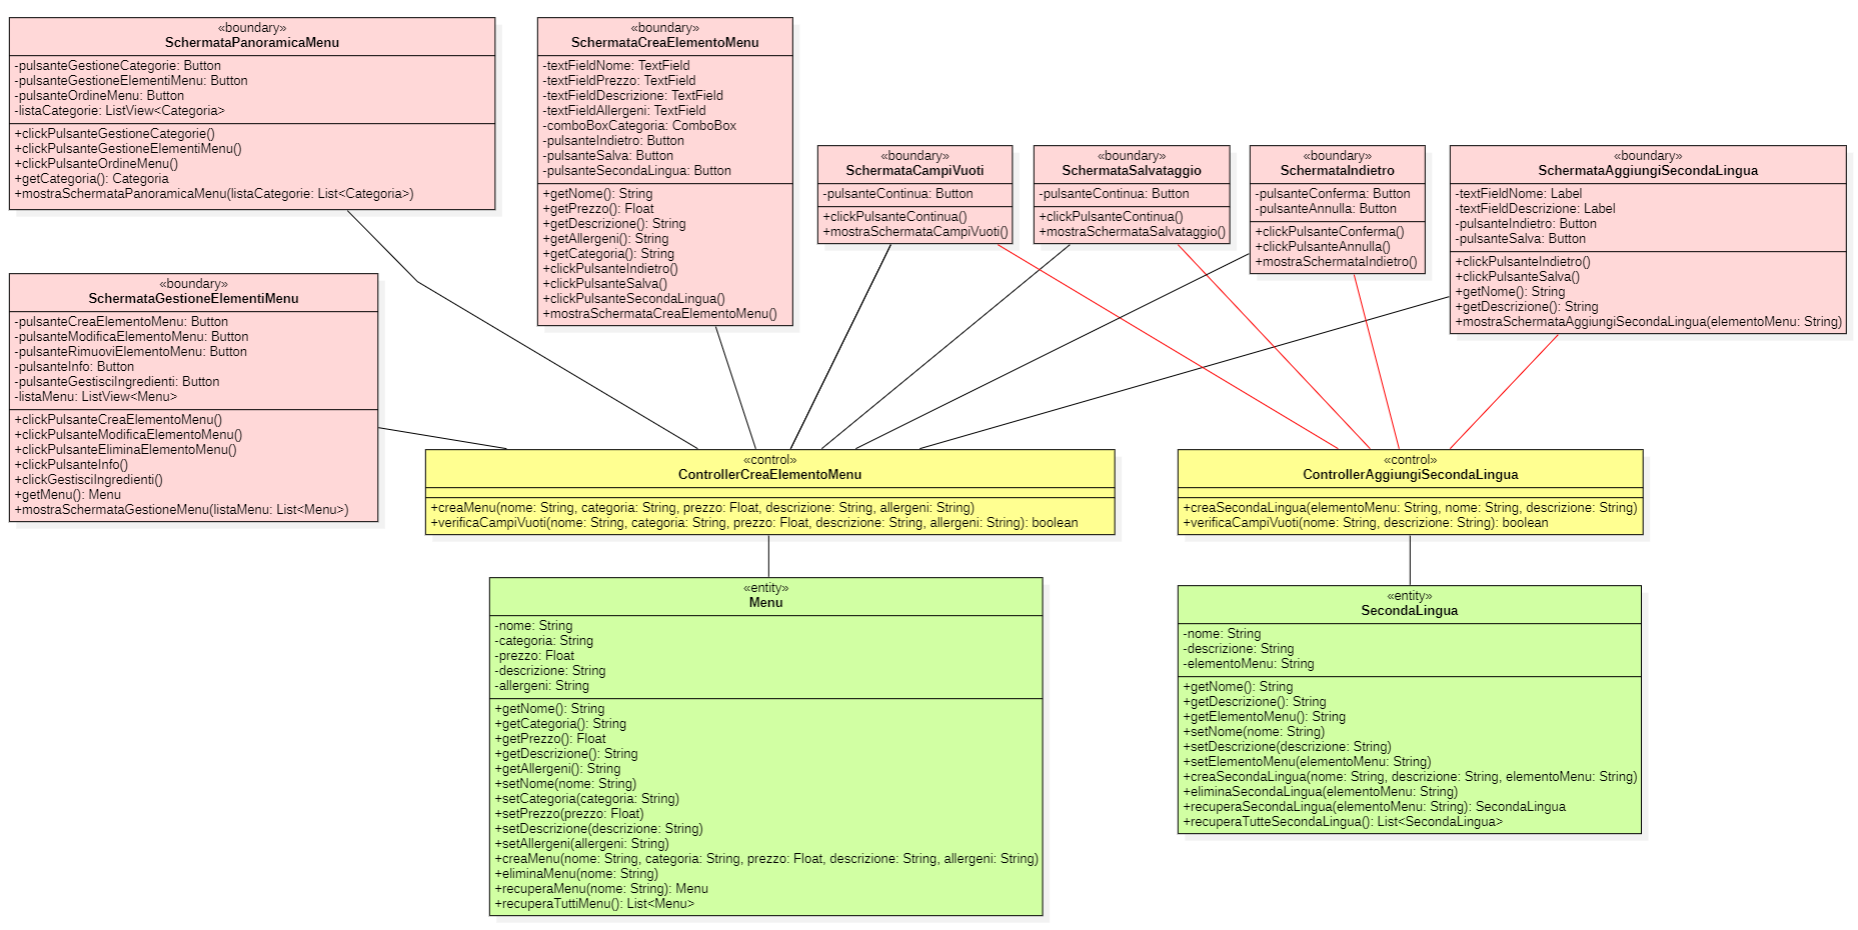 «boundary»
SchermataPanoramicaMenu
-pulsanteGestioneCategorie: Button
-pulsanteGestioneElementiMenu: Button
-pulsanteOrdineMenu: Button
-listaCategorie: ListView<Categoria>
+clickPulsanteGestioneCategorie()
+clickPulsanteGestioneElementiMenu()
+clickPulsanteOrdineMenu()
+getCategoria(): Categoria
+mostraSchermataPanoramicaMenu(listaCategorie: List<Categoria>)
«boundary»
SchermataCreaElementoMenu
-textFieldNome: TextField
-textFieldPrezzo: TextField
-textFieldDescrizione: TextField
-textFieldAllergeni: TextField
-comboBoxCategoria: ComboBox
-pulsanteIndietro: Button
-pulsanteSalva: Button
-pulsanteSecondaLingua: Button
+getNome(): String
+getPrezzo(): Float
+getDescrizione(): String
+getAllergeni(): String
+getCategoria(): String
+clickPulsanteIndietro()
+clickPulsanteSalva()
+clickPulsanteSecondaLingua()
+mostraSchermataCreaElementoMenu()
«boundary»
SchermataCampiVuoti
-pulsanteContinua: Button
+clickPulsanteContinua()
+mostraSchermataCampiVuoti()
«boundary»
SchermataSalvataggio
-pulsanteContinua: Button
+clickPulsanteContinua()
+mostraSchermataSalvataggio()
«boundary»
SchermataIndietro
-pulsanteConferma: Button
-pulsanteAnnulla: Button
+clickPulsanteConferma()
+clickPulsanteAnnulla()
+mostraSchermataIndietro()
«boundary»
SchermataAggiungiSecondaLingua
-textFieldNome: Label
-textFieldDescrizione: Label
-pulsanteIndietro: Button
-pulsanteSalva: Button
+clickPulsanteIndietro()
+clickPulsanteSalva()
+getNome(): String
+getDescrizione(): String
+mostraSchermataAggiungiSecondaLingua(elementoMenu: String)
«boundary»
SchermataGestioneElementiMenu
-pulsanteCreaElementoMenu: Button
-pulsanteModificaElementoMenu: Button
-pulsanteRimuoviElementoMenu: Button
-pulsanteInfo: Button
-pulsanteGestisciIngredienti: Button
-listaMenu: ListView<Menu>
+clickPulsanteCreaElementoMenu()
+clickPulsanteModificaElementoMenu()
+clickPulsanteEliminaElementoMenu()
+clickPulsanteInfo()
+clickGestisciIngredienti()
+getMenu(): Menu
+mostraSchermataGestioneMenu(listaMenu: List<Menu>)
«control»
ControllerCreaElementoMenu
+creaMenu(nome: String, categoria: String, prezzo: Float, descrizione: String, allergeni: String)
+verificaCampiVuoti(nome: String, categoria: String, prezzo: Float, descrizione: String, allergeni: String): boolean
«control»
ControllerAggiungiSecondaLingua
+creaSecondaLingua(elementoMenu: String, nome: String, descrizione: String)
+verificaCampiVuoti(nome: String, descrizione: String): boolean
«entity»
Menu
-nome: String
-categoria: String
-prezzo: Float
-descrizione: String
-allergeni: String
+getNome(): String
+getCategoria(): String
+getPrezzo(): Float
+getDescrizione(): String
+getAllergeni(): String
+setNome(nome: String)
+setCategoria(categoria: String)
+setPrezzo(prezzo: Float)
+setDescrizione(descrizione: String)
+setAllergeni(allergeni: String)
+creaMenu(nome: String, categoria: String, prezzo: Float, descrizione: String, allergeni: String)
+eliminaMenu(nome: String)
+recuperaMenu(nome: String): Menu
+recuperaTuttiMenu(): List<Menu>
«entity»
SecondaLingua
-nome: String
-descrizione: String
-elementoMenu: String
+getNome(): String
+getDescrizione(): String
+getElementoMenu(): String
+setNome(nome: String)
+setDescrizione(descrizione: String)
+setElementoMenu(elementoMenu: String)
+creaSecondaLingua(nome: String, descrizione: String, elementoMenu: String)
+eliminaSecondaLingua(elementoMenu: String)
+recuperaSecondaLingua(elementoMenu: String): SecondaLingua
+recuperaTutteSecondaLingua(): List<SecondaLingua>